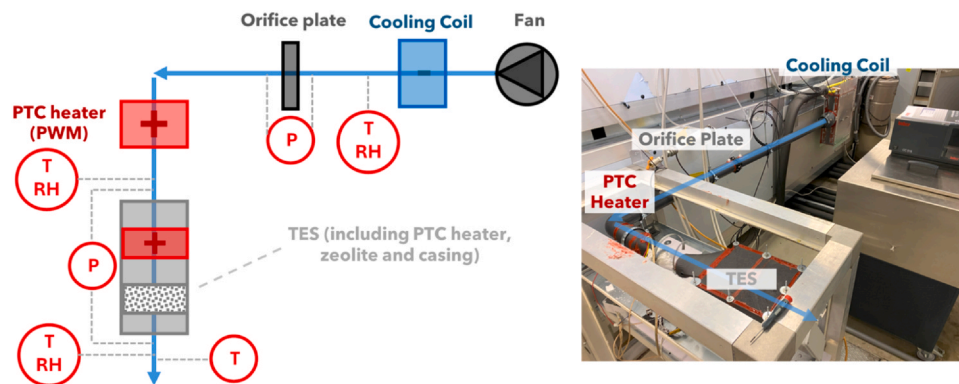 Orifice plate
Cooling Coil
Fan
PTC heater
(PWM)
P
T
RH
T
RH
P
TES (including PTC heater,
zeolite and casing)
T
RH
T
Cooling Coil
Orifice Plate
PTC
Heater
TES